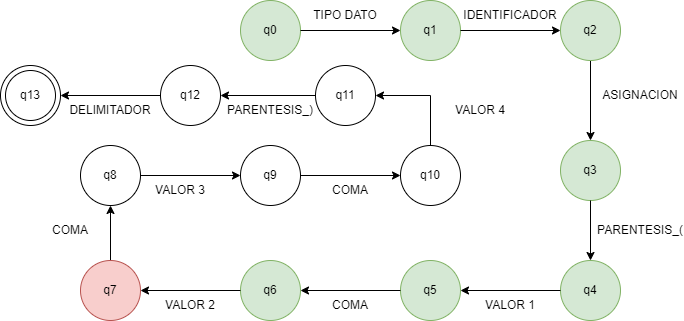 TIPO DATO
IDENTIFICADOR
q0
q1
q2
q13
q12
q11
ASIGNACION
DELIMITADOR
PARENTESIS_)
VALOR 4
q8
q9
q10
q3
VALOR 3
COMA
COMA
PARENTESIS_(
q7
q6
q5
q4
VALOR 2
COMA
VALOR 1